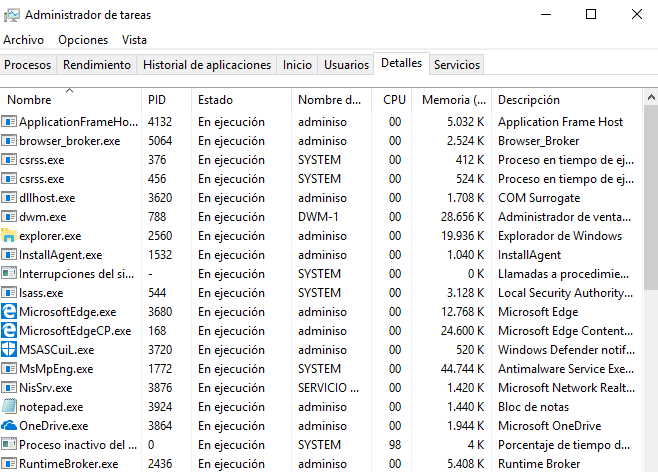 Administrador de tareas
Archivo Opciones Vista
Procesos Rendimiento Historial de aplicaciones Inicio Usuarios Detalles Servicios
Nombre PID Estado Nombre d... CPU Memoria (... Descripción
ApplicationFrameHo... 4132 En ejecución adminiso 00 5.032 K Application Frame Host
browser_broker.exe 5064 En ejecución adminiso 00 2.524 K Browser_Broker
csrss.exe 376 En ejecución SYSTEM 00 412 K Proceso en tiempo de ej...
csrss.exe 456 En ejecución SYSTEM 00 524 K Proceso en tiempo de ej...
dllhost.exe 3620 En ejecución adminiso 00 1.708 K COM Surrogate
dwm.exe 788 En ejecución DWM-1 00 28.656 K Administrador de venta...
explorer.exe 2560 En ejecución adminiso 00 19.936 K Explorador de Windows
InstallAgent.exe 1532 En ejecución adminiso 00 1.040 K InstallAgent
Interrupciones del si... - En ejecución SYSTEM 00 0 K Llamadas a procedimie...
lsass.exe 544 En ejecución SYSTEM 00 3.128 K Local Security Authority...
MicrosoftEdge.exe 3680 En ejecución adminiso 00 12.768 K Microsoft Edge
MicrosoftEdgeCP.exe 168 En ejecución adminiso 00 24.600 K Microsoft Edge Conten...
MSASCuiL.exe 3720 En ejecución adminiso 00 520 K Windows Defender notif...
MsMpEng.exe 1772 En ejecución SYSTEM 00 44.744 K Antimalware Service Exe...
NisSrv.exe 3876 En ejecución SERVICIO ... 00 1.420 K Microsoft Network Realt...
notepad.exe 3924 En ejecución adminiso 00 1.440 K Bloc de notas
OneDrive.exe 3864 En ejecución adminiso 00 1.944 K Microsoft OneDrive
Proceso inactivo del ... 0 En ejecución SYSTEM 98 4 K Porcentaje de tiempo d...
RuntimeBroker.exe 2436 En ejecución adminiso 00 5.408 K Runtime Broker